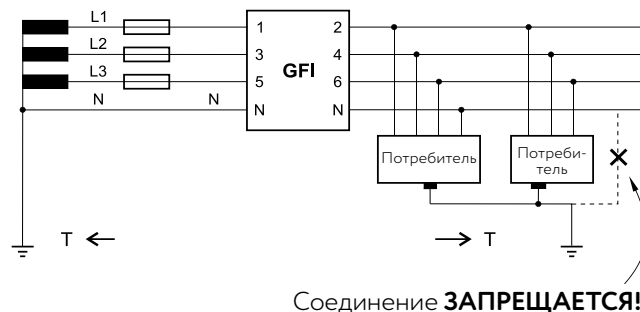 L1
L2
L3
N N
1 2
3 4
5 6
N N
GFI
Потребитель
Потреби-
тель
T T
Соединение ЗАПРЕЩАЕТСЯ!